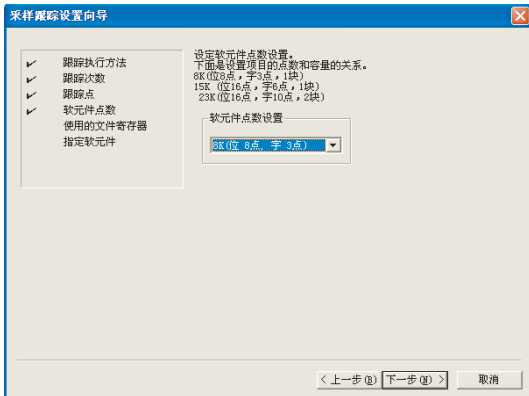 采样跟踪设置向导
✓ 跟踪执行方法
✓ 跟踪次数
✓ 跟踪点
✓ 软元件点数
使用的文件寄存器
指定软元件
设定软元件点数设置。
下面是设置项目的点数和容量的关系。
8K(位8点，字3点，1块)
15K (位16点，字6点，1块)
23K(位16点，字10点，2块)
软元件点数设置
8K(位 8点, 字 3点)
< 上一步(B)
下一步(N) >
取消